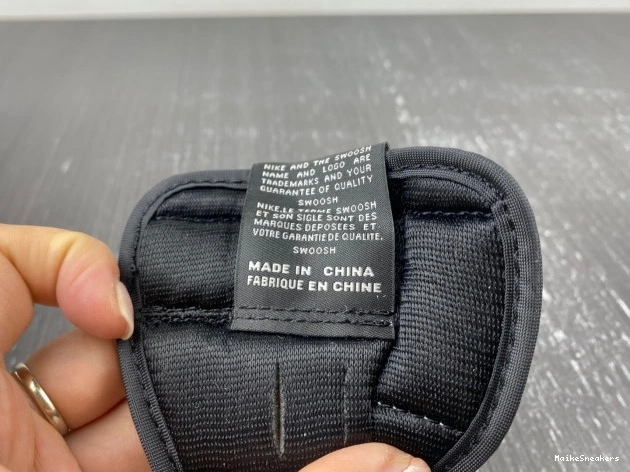 NIKE AND THE SWOOSH
NAME AND LOGO ARE
TRADEMARKS AND YOUR
GUARANTEE OF QUALITY
SWOOSH
NIKE,LE TERME SWOOSH
ET SON SIGLE SONT DES
MARQUES DEPOSEES ET
VOTRE GARANTIE DE QUALITE.
SWOOSH
MADE IN CHINA
FABRIQUE EN CHINE
MaikeSneakers